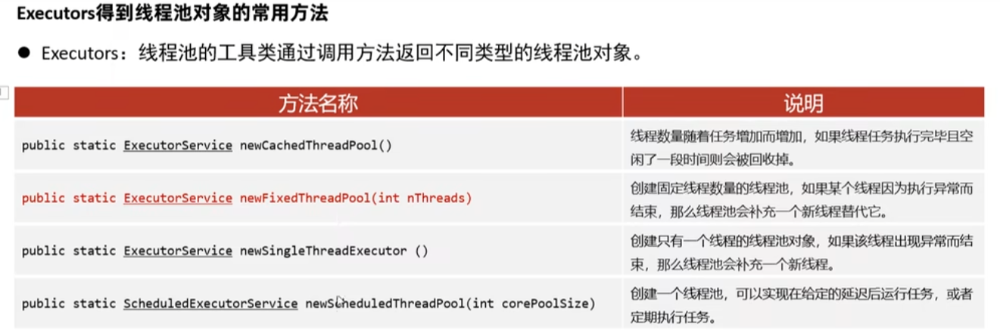 Executors得到线程池对象的常用方法
● Executors：线程池的工具类通过调用方法返回不同类型的线程池对象。
方法名称 说明
public static ExecutorService newCachedThreadPool()
线程数量随着任务增加而增加，如果线程任务执行完毕且空
闲了一段时间则会被回收掉。
public static ExecutorService newFixedThreadPool(int nThreads)
创建固定线程数量的线程池，如果某个线程因为执行异常而
结束，那么线程池会补充一个新线程替代它。
public static ExecutorService newSingleThreadExecutor ()
创建只有一个线程的线程池对象，如果该线程出现异常而结
束，那么线程池会补充一个新线程。
public static ScheduledExecutorService newScheduledThreadPool(int corePoolSize)
创建一个线程池，可以实现在给定的延迟后运行任务，或者
定期执行任务。